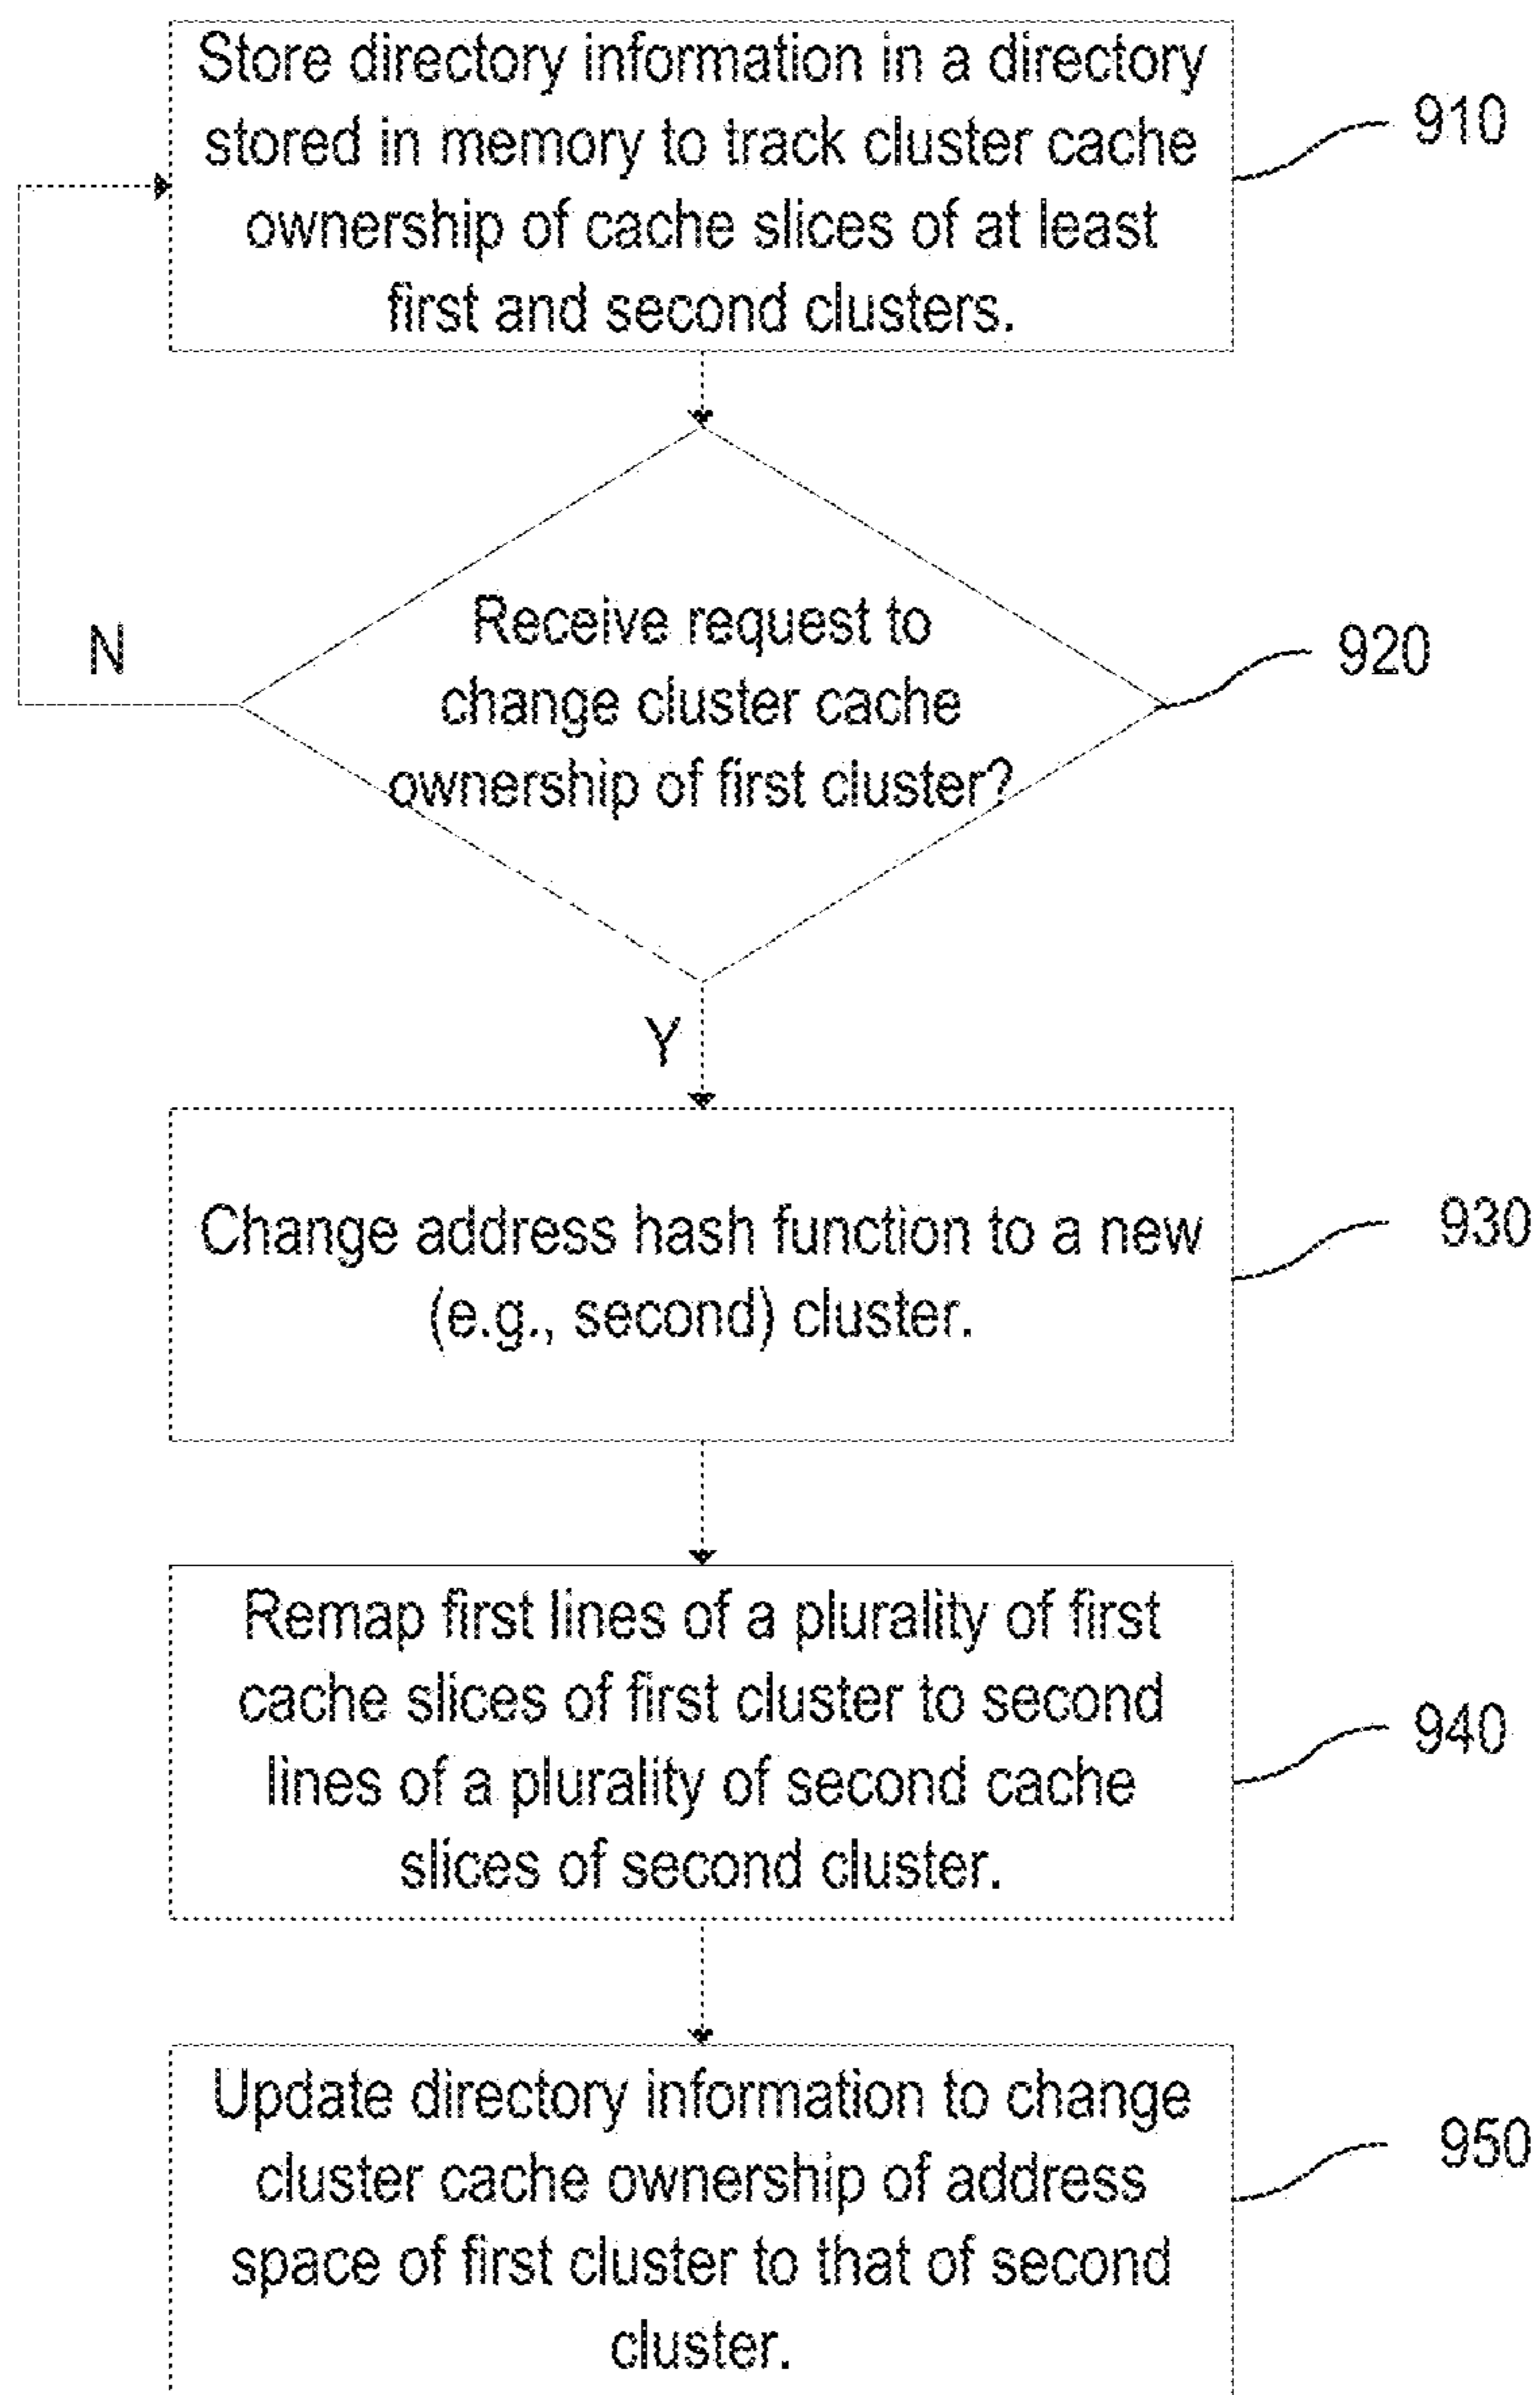 Store directory information in a directory
stored in memory to track cluster cache
ownership of cache slices of at least
first and second clusters.
910
Receive request to
change cluster cache
ownership of first cluster?
920
N
Y
Change address hash function to a new
(e.g., second) cluster.
930
Remap first lines of a plurality of first
cache slices of first cluster to second
lines of a plurality of second cache
slices of second cluster.
940
Update directory information to change
cluster cache ownership of address
space of first cluster to that of second
cluster.
950